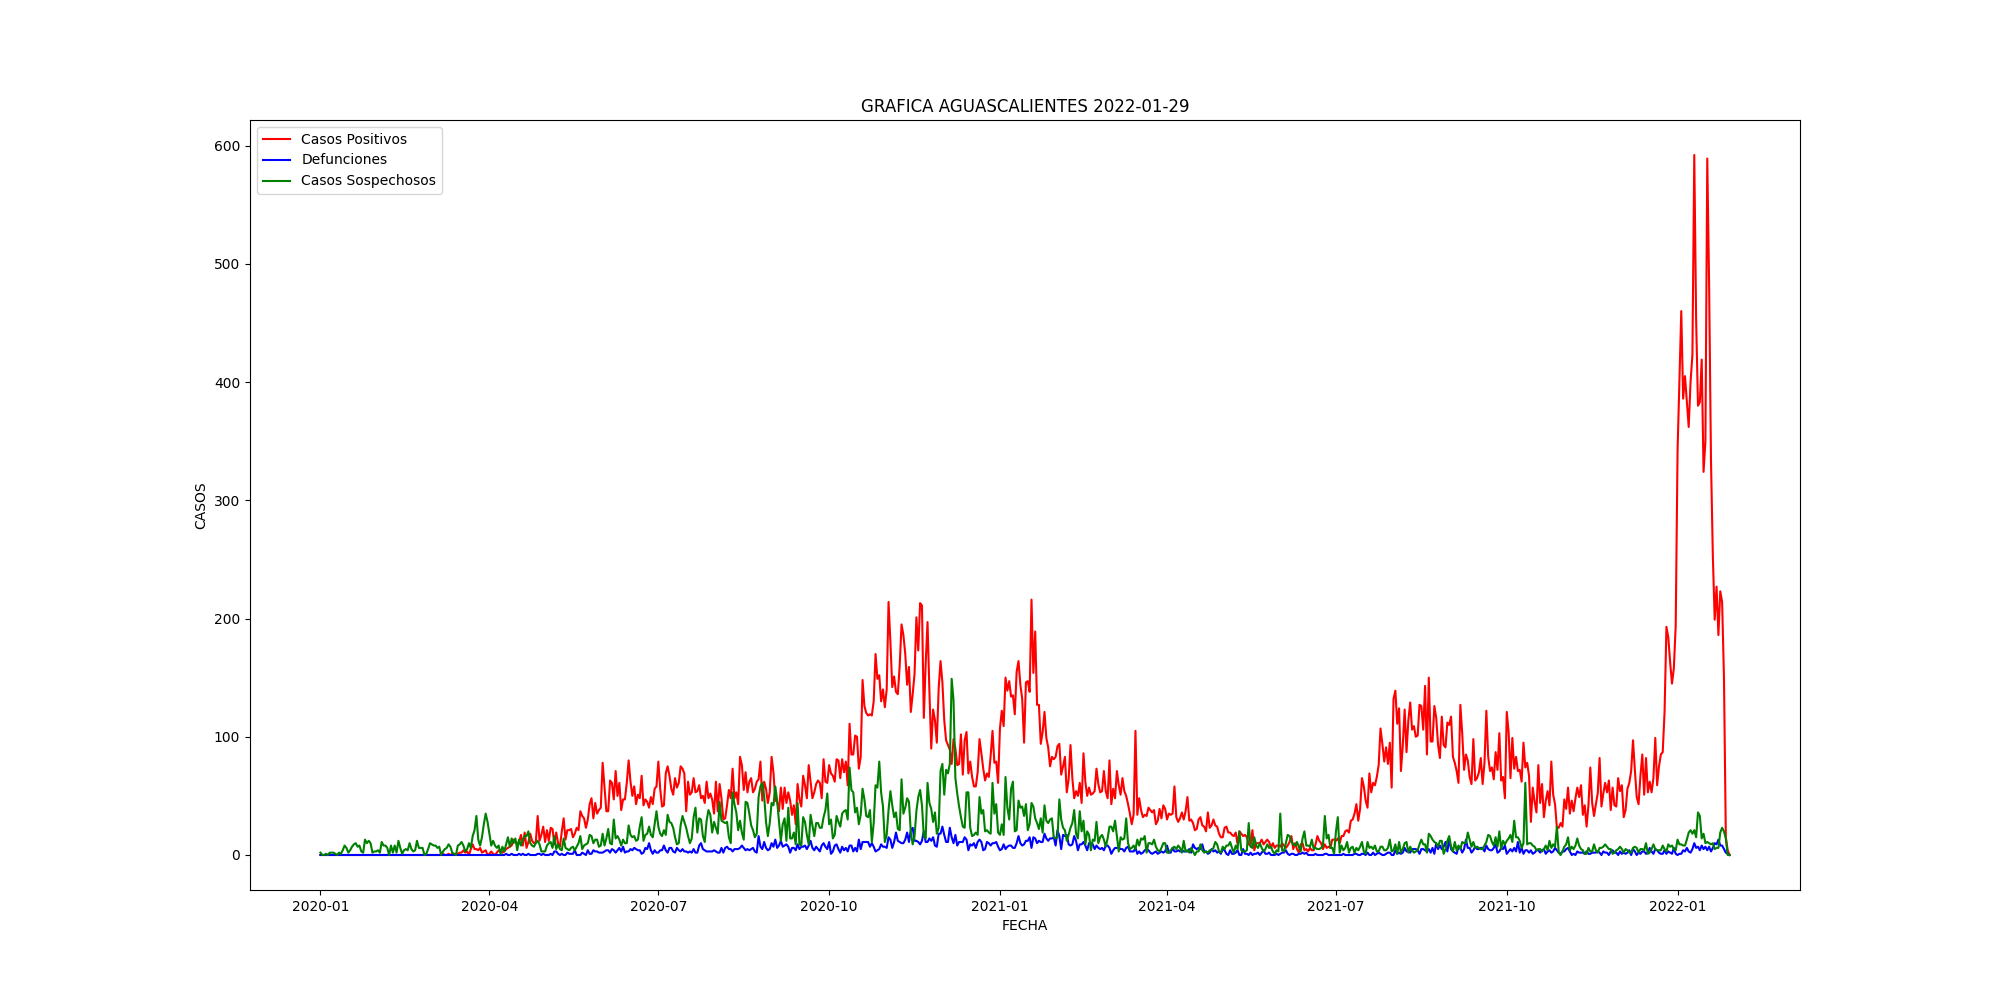 GRAFICA AGUASCALIENTES 2022-01-29
Casos Positivos
Defunciones
Casos Sospechosos
600
500
400
300
200
100
0
CASOS
2020-01
2020-04
2020-07
2020-10
2021-01
2021-04
2021-07
2021-10
2022-01
FECHA